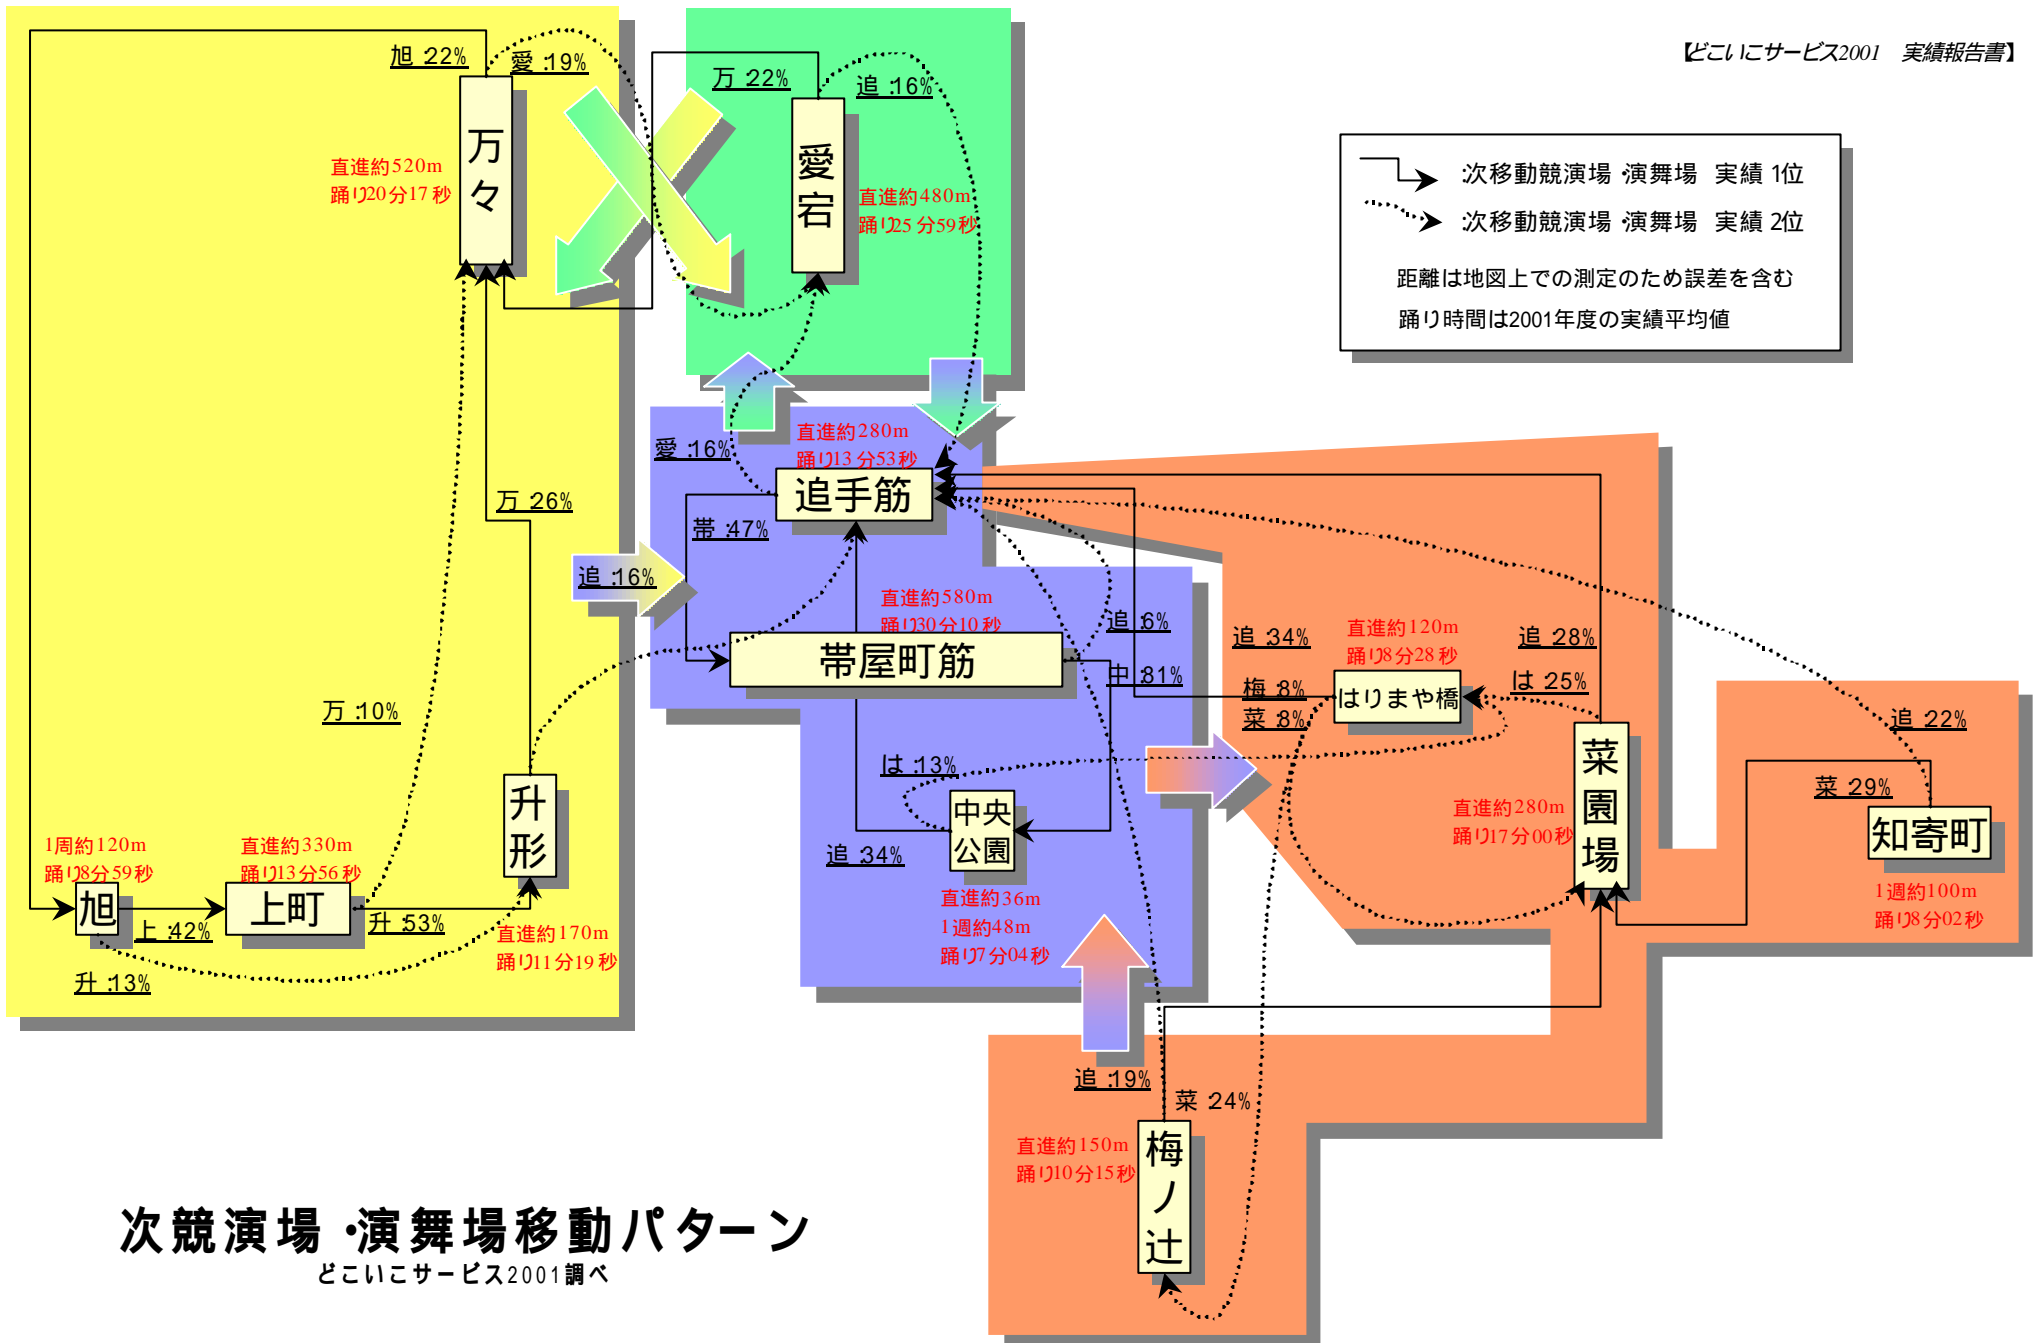 【どこいこサービス2001　実績報告書】
旭:22%
愛:19%
万:22%
追:16%
万々
直進約520m
踊り20分17秒
愛宕
直進約480m
踊り25分59秒
:次移動競演場・演舞場　実績1位
:次移動競演場・演舞場　実績2位
距離は地図上での測定のため誤差を含む
踊り時間は2001年度の実績平均値
愛:16%
直進約280m
踊り13分53秒
追手筋
万:26%
帯:47%
追:16%
直進約580m
踊り30分10秒
帯屋町筋
追:6%
中:81%
追:34%
直進約120m
踊り8分28秒
はりまや橋
梅:8%
菜:8%
追:28%
は:25%
菜園場
直進約280m
踊り17分00秒
追:22%
菜:29%
知寄町
1週約100m
踊り8分02秒
万:10%
升形
は:13%
中央
公園
追:34%
直進約36m
1週約48m
踊り7分04秒
1周約120m
踊り8分59秒
旭
上:42%
直進約330m
踊り13分56秒
上町
升:53%
直進約170m
踊り11分19秒
升:13%
追:19%
菜:24%
直進約150m
踊り10分15秒
梅ノ辻
次競演場・演舞場移動パターン
どこいこサービス2001調べ